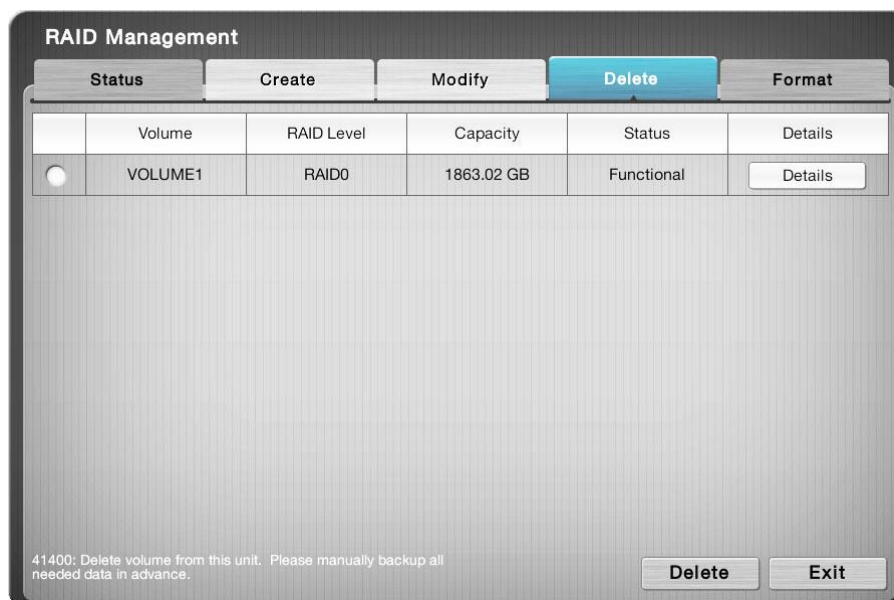 RAID Management
Status Create Modify Delete Format
Volume RAID Level Capacity Status Details
VOLUME1 RAID0 1863.02 GB Functional Details
41400: Delete volume from this unit. Please manually backup all
needed data in advance.
Delete Exit